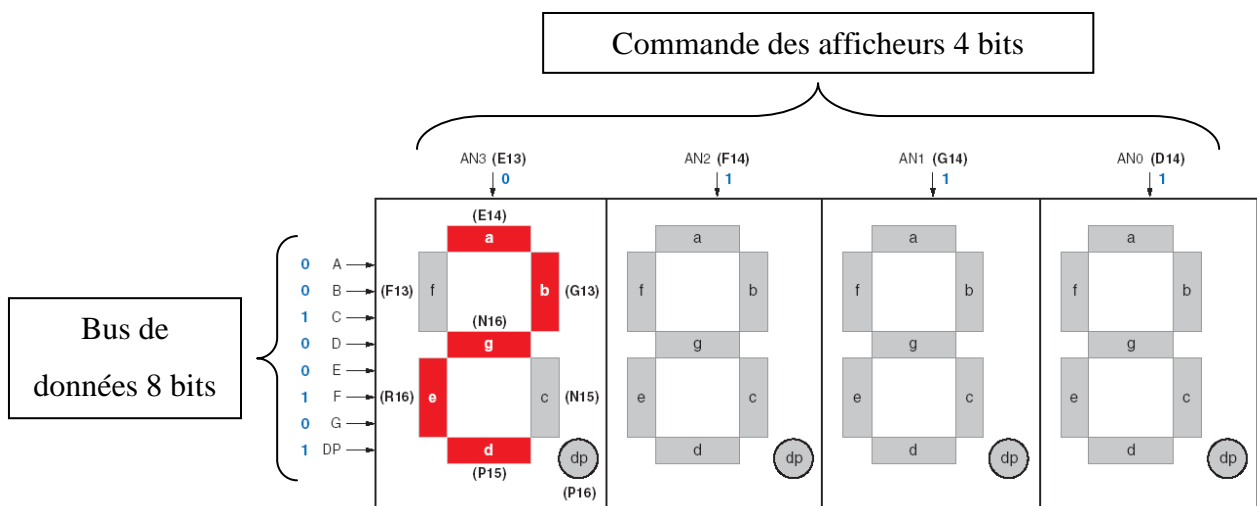 Commande des afficheurs 4 bits
AN3 (E13)
0
AN2 (F14)
1
AN1 (G14)
1
AN0 (D14)
1
Bus de
données 8 bits
0 A
0 B
1 C
0 D
0 E
1 F
0 G
1 DP
(E14)
a
(F13)
f
b
(G13)
(N16)
g
(R16)
e
c
(N15)
d
(P15)
dp
(P16)
a
f
b
g
e
c
d
dp
a
f
b
g
e
c
d
dp
a
f
b
g
e
c
d
dp